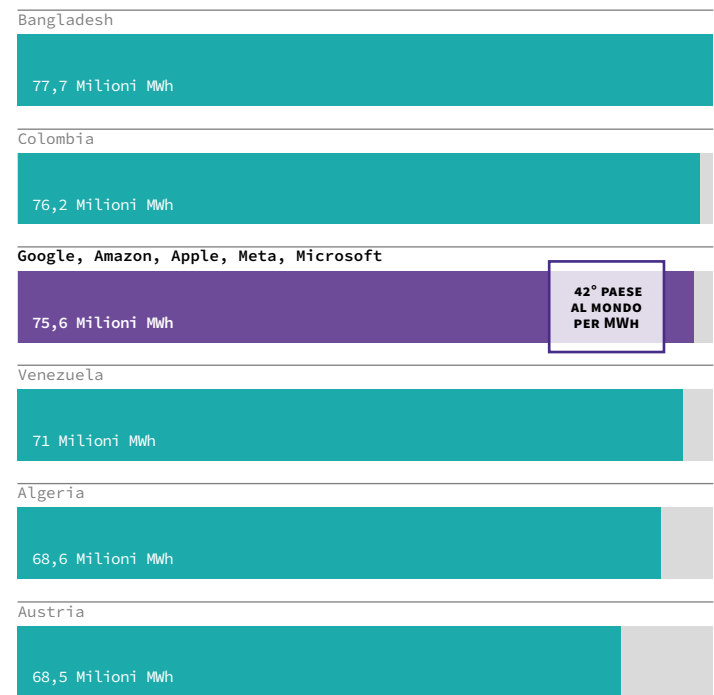 Bangladesh
77,7 Milioni MWh
Colombia
76,2 Milioni MWh
Google, Amazon, Apple, Meta, Microsoft
75,6 Milioni MWh
42° PAESE
AL MONDO
PER MWH
Venezuela
71 Milioni MWh
Algeria
68,6 Milioni MWh
Austria
68,5 Milioni MWh